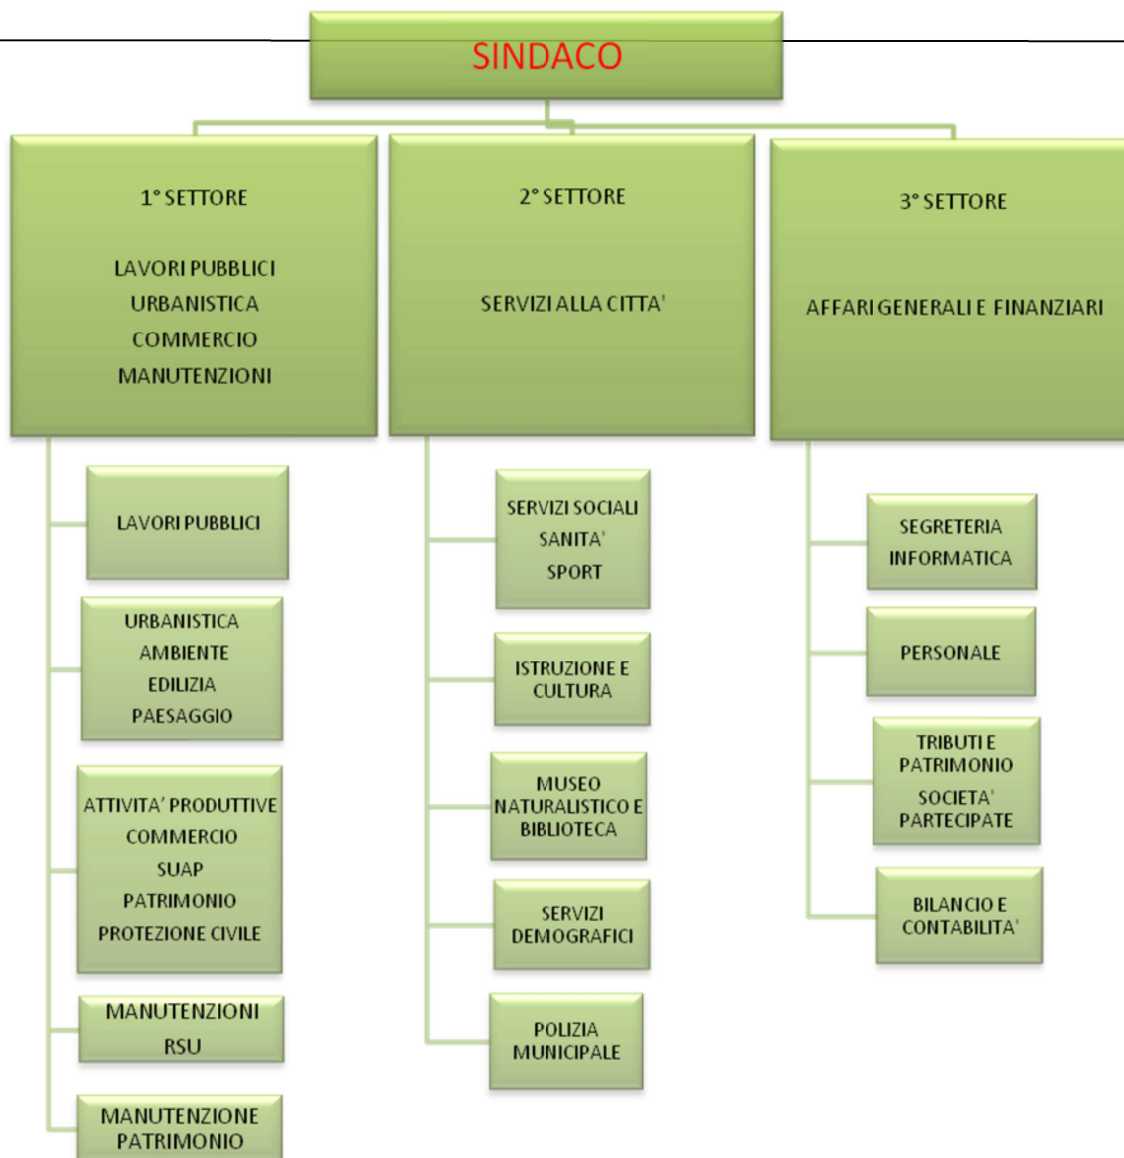 SINDACO
1° SETTORE
LAVORI PUBBLICI
URBANISTICA
COMMERCIO
MANUTENZIONI
2° SETTORE
SERVIZI ALLA CITTA'
3° SETTORE
AFFARI GENERALI E FINANZIARI
LAVORI PUBBLICI
URBANISTICA
AMBIENTE
EDILIZIA
PAESAGGIO
ATTIVITA' PRODUTTIVE
COMMERCIO
SUAP
PATRIMONIO
PROTEZIONE CIVILE
MANUTENZIONI
RSU
MANUTENZIONE
PATRIMONIO
SERVIZI SOCIALI
SANITA'
SPORT
ISTRUZIONE E
CULTURA
MUSEO
NATURALISTICO E
BIBLIOTECA
SERVIZI
DEMOGRAFICI
POLIZIA
MUNICIPALE
SEGRETERIA
INFORMATICA
PERSONALE
TRIBUTI E
PATRIMONIO
SOCIETA'
PARTECIPATE
BILANCIO E
CONTABILITA'